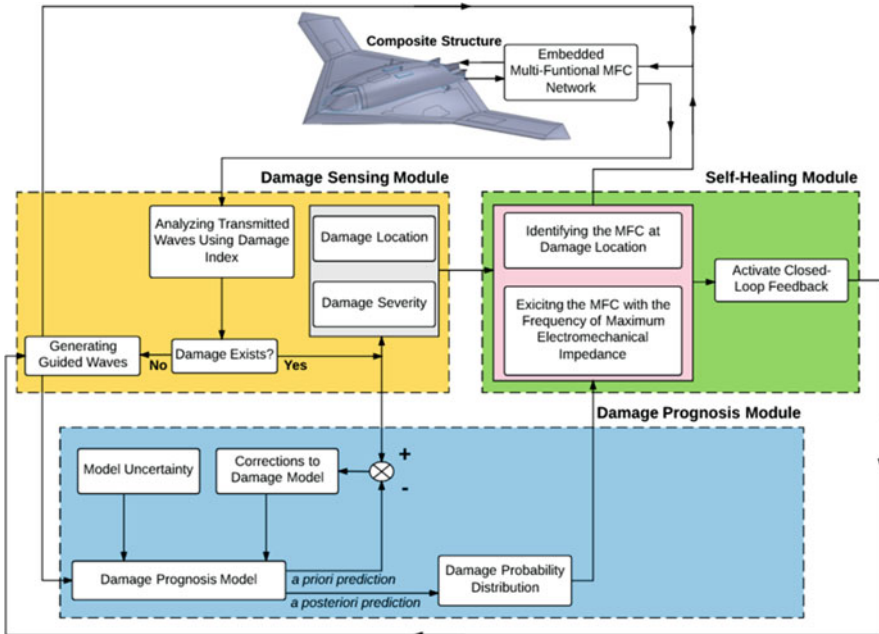 Composite Structure
Embedded
Multi-Funtional MFC
Network
Damage Sensing Module
Self-Healing Module
Analyzing Transmitted
Waves Using Damage
Index
Damage Location
Damage Severity
Identifying the MFC at
Damage Location
Exicitng the MFC with the
Frequency of Maximum
Electromechanical
Impedance
Activate Closed-
Loop Feedback
Generating
Guided Waves
No
Damage Exists?
Yes
Damage Prognosis Module
Model Uncertainty
Corrections to
Damage Model
+
-
Damage Prognosis Model
a priori prediction
a posteriori prediction
Damage Probability
Distribution